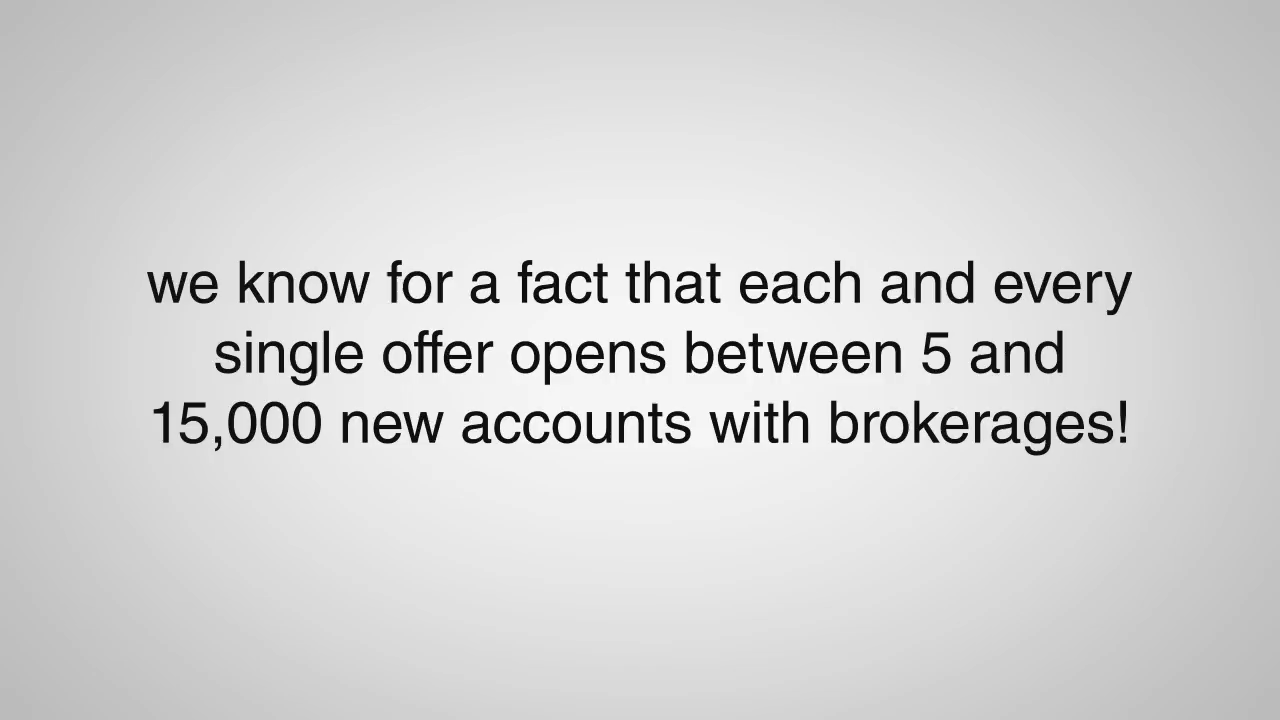 we know for a fact that each and every
single offer opens between 5 and
15,000 new accounts with brokerages!